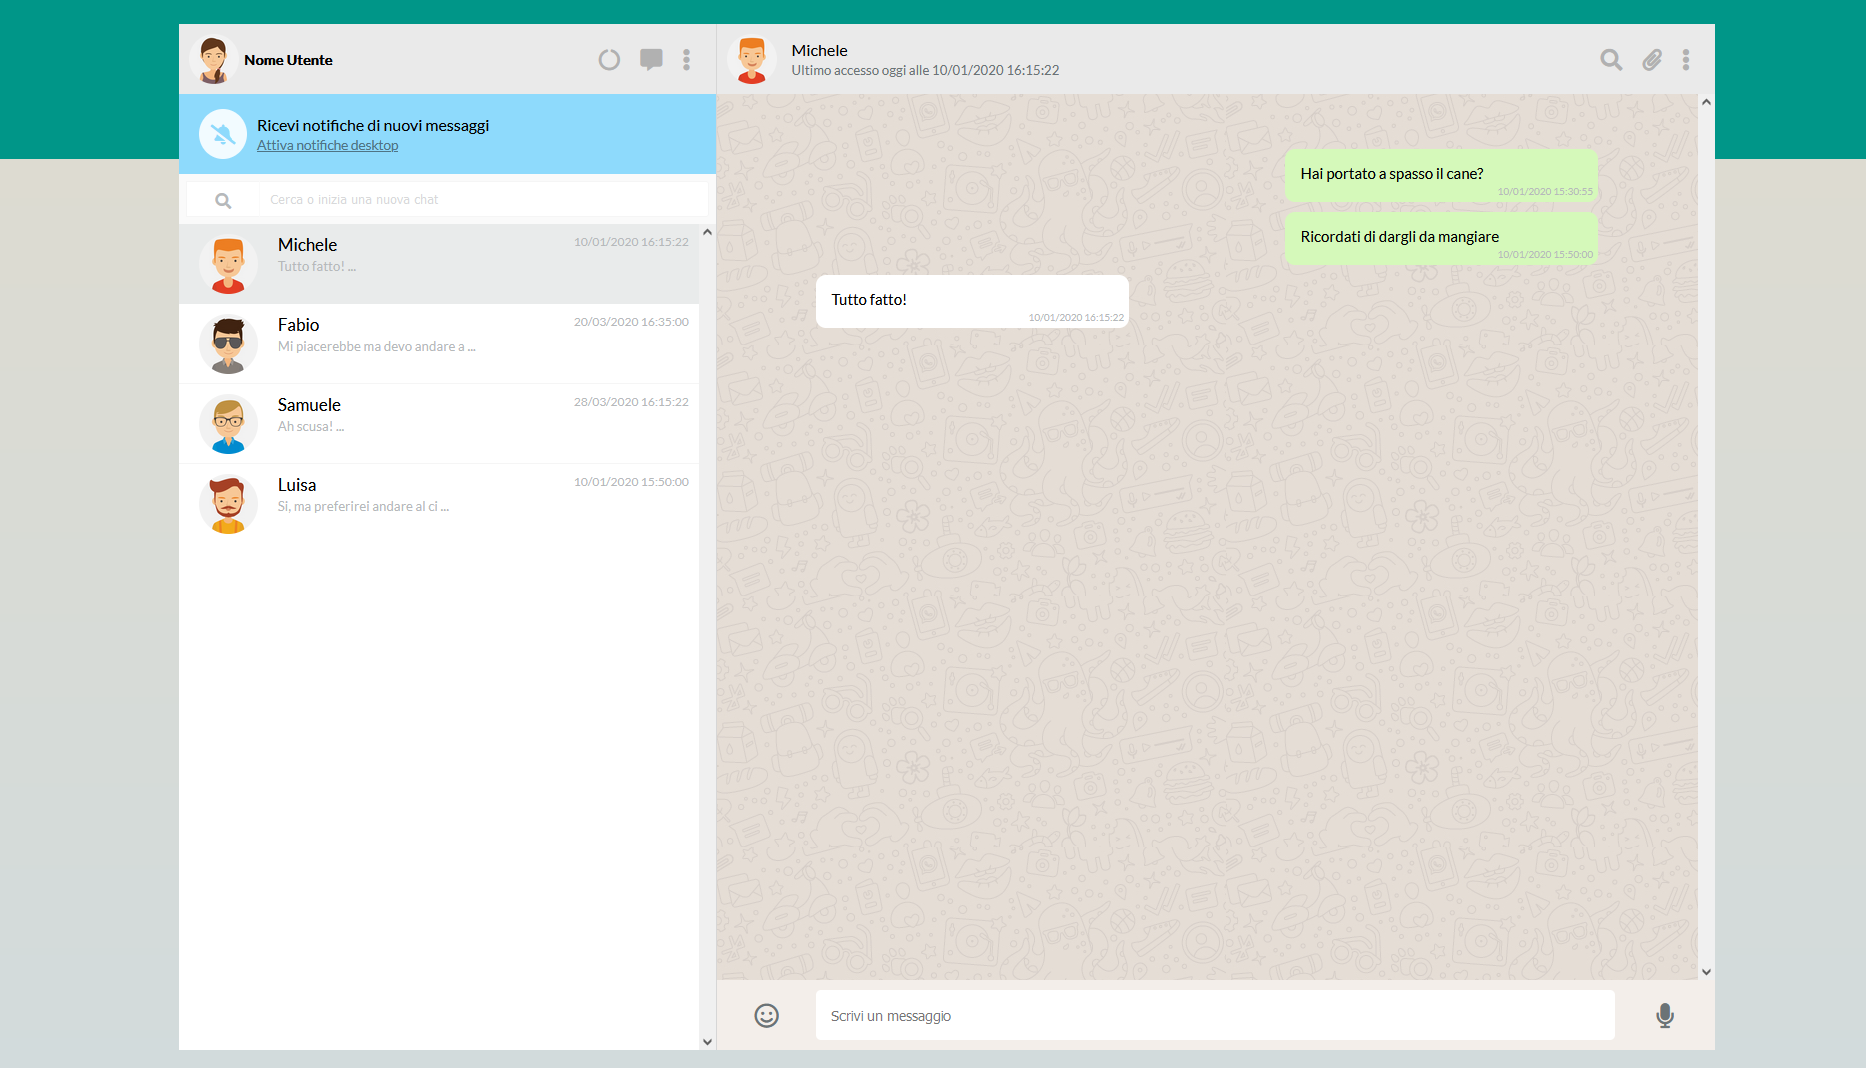 Nome Utente
Ricevi notifiche di nuovi messaggi
Attiva notifiche desktop
Cerca o inizia una nuova chat
Michele
10/01/2020 16:15:22
Tutto fatto! ...
Fabio
20/03/2020 16:35:00
Mi piacerebbe ma devo andare a ...
Samuele
28/03/2020 16:15:22
Ah scusa! ...
Luisa
10/01/2020 15:50:00
Si, ma preferirei andare al ci ...
Michele
Ultimo accesso oggi alle 10/01/2020 16:15:22
Hai portato a spasso il cane?
10/01/2020 15:30:55
Ricordati di dargli da mangiare
10/01/2020 15:50:00
Tutto fatto!
10/01/2020 16:15:22
Scrivi un messaggio